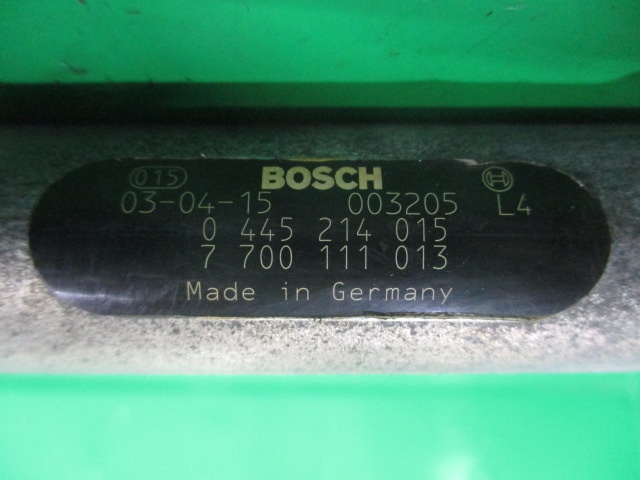 015 BOSCH
03-04-15 003205 L4
0 445 214 015
7 700 111 013
Made in Germany